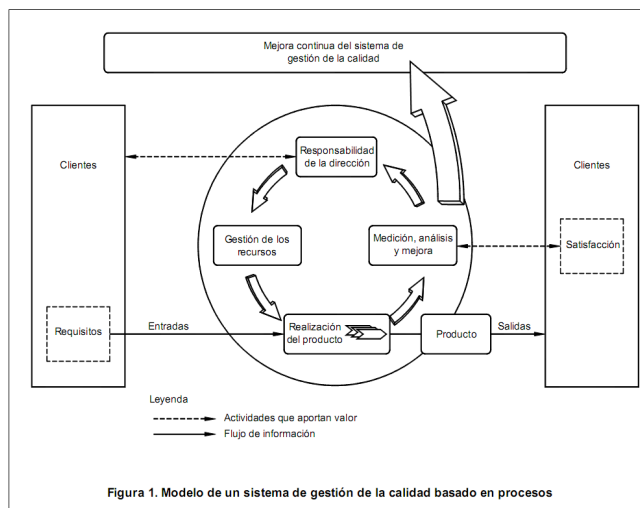 Mejora continua del sistema de
gestión de la calidad
Clientes
Responsabilidad
de la dirección
Clientes
Gestión de los
recursos
Medición, análisis
y mejora
Satisfacción
Requisitos
Entradas
Realización
del producto
Producto
Salidas
Leyenda
Actividades que aportan valor
Flujo de información
Figura 1. Modelo de un sistema de gestión de la calidad basado en procesos